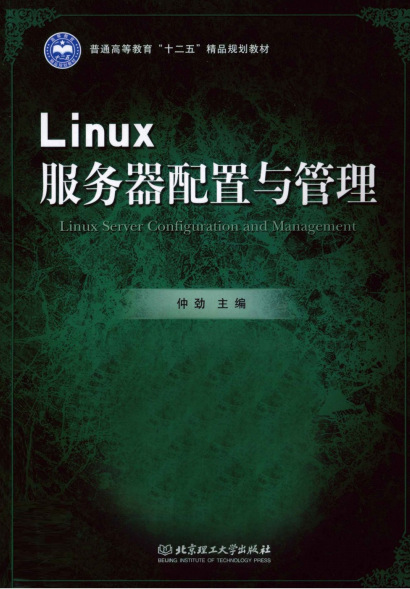 普通高等教育“十二五”精品规划教材
Linux
服务器配置与管理
Linux Server Configuration and Management
仲劲 主编
北京理工大学出版社
BEIJING INSTITUTE OF TECHNOLOGY PRESS